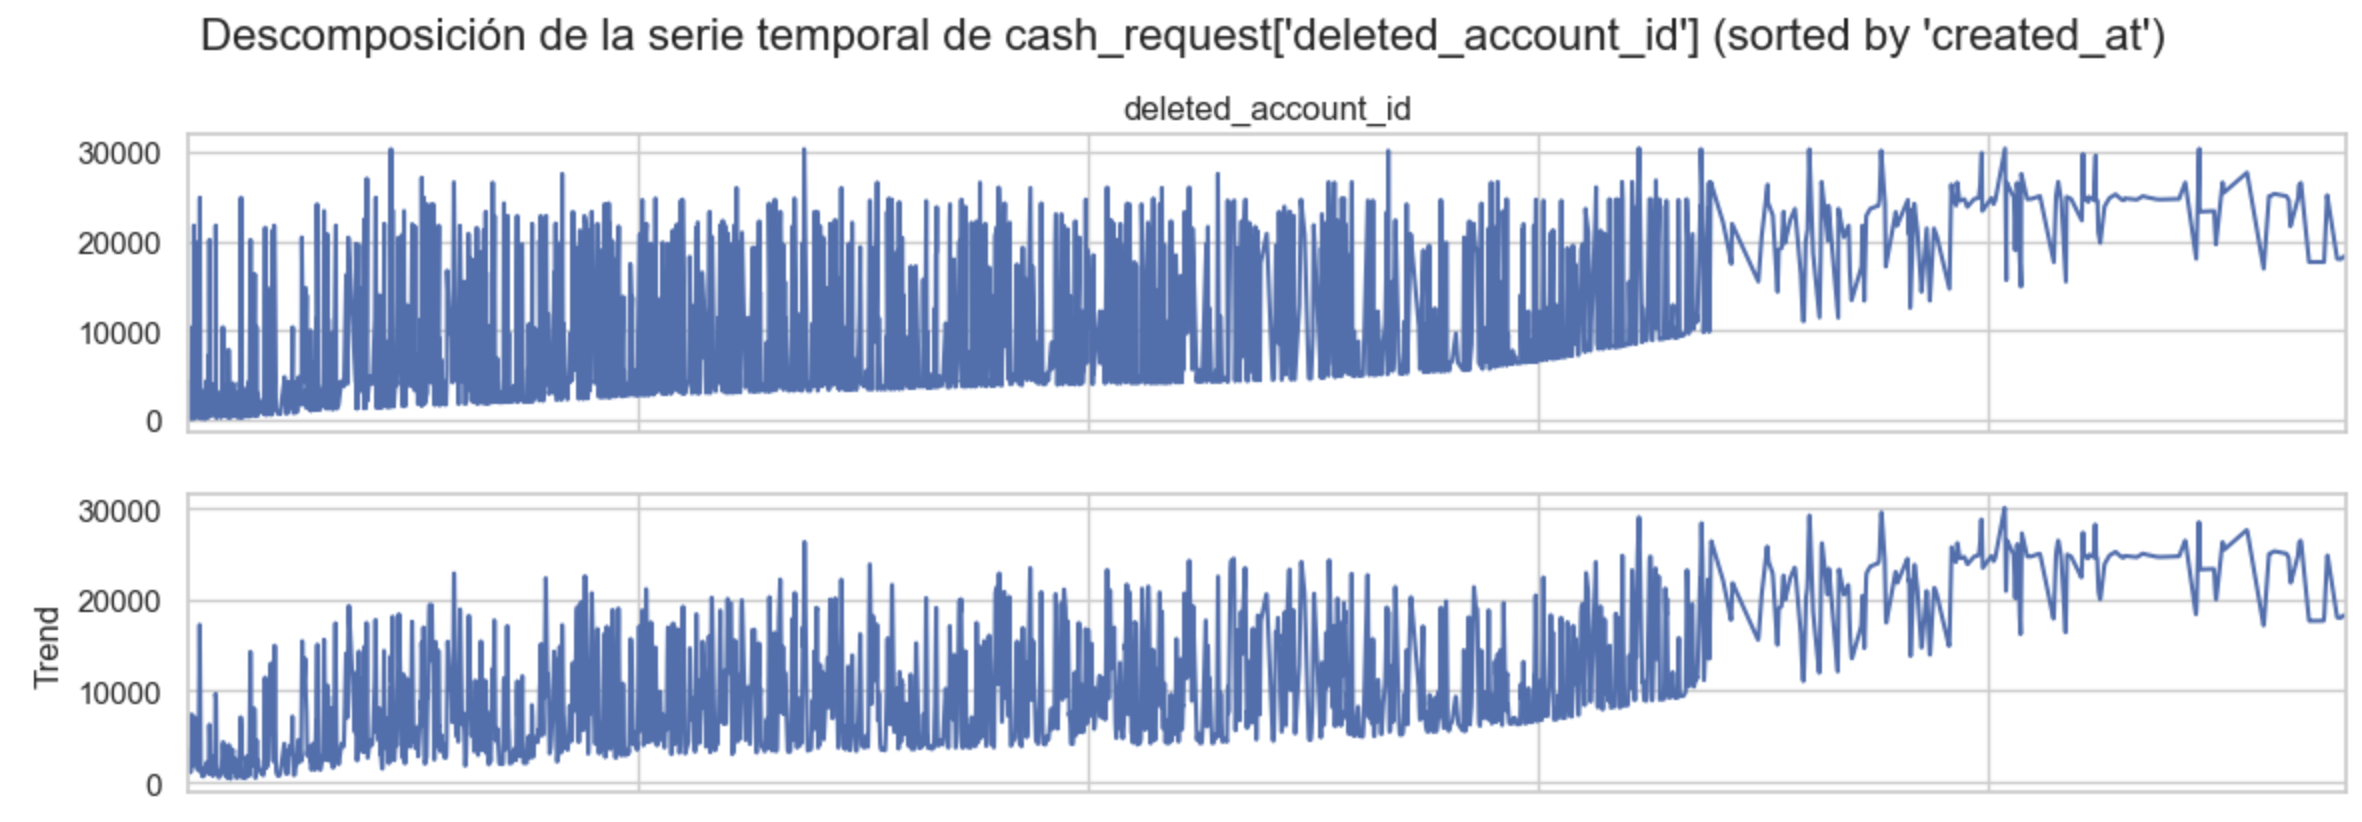 Descomposición de la serie temporal de cash_request['deleted_account_id'] (sorted by 'created_at')
deleted_account_id
30000
20000
10000
0
30000
20000
10000
0
Trend